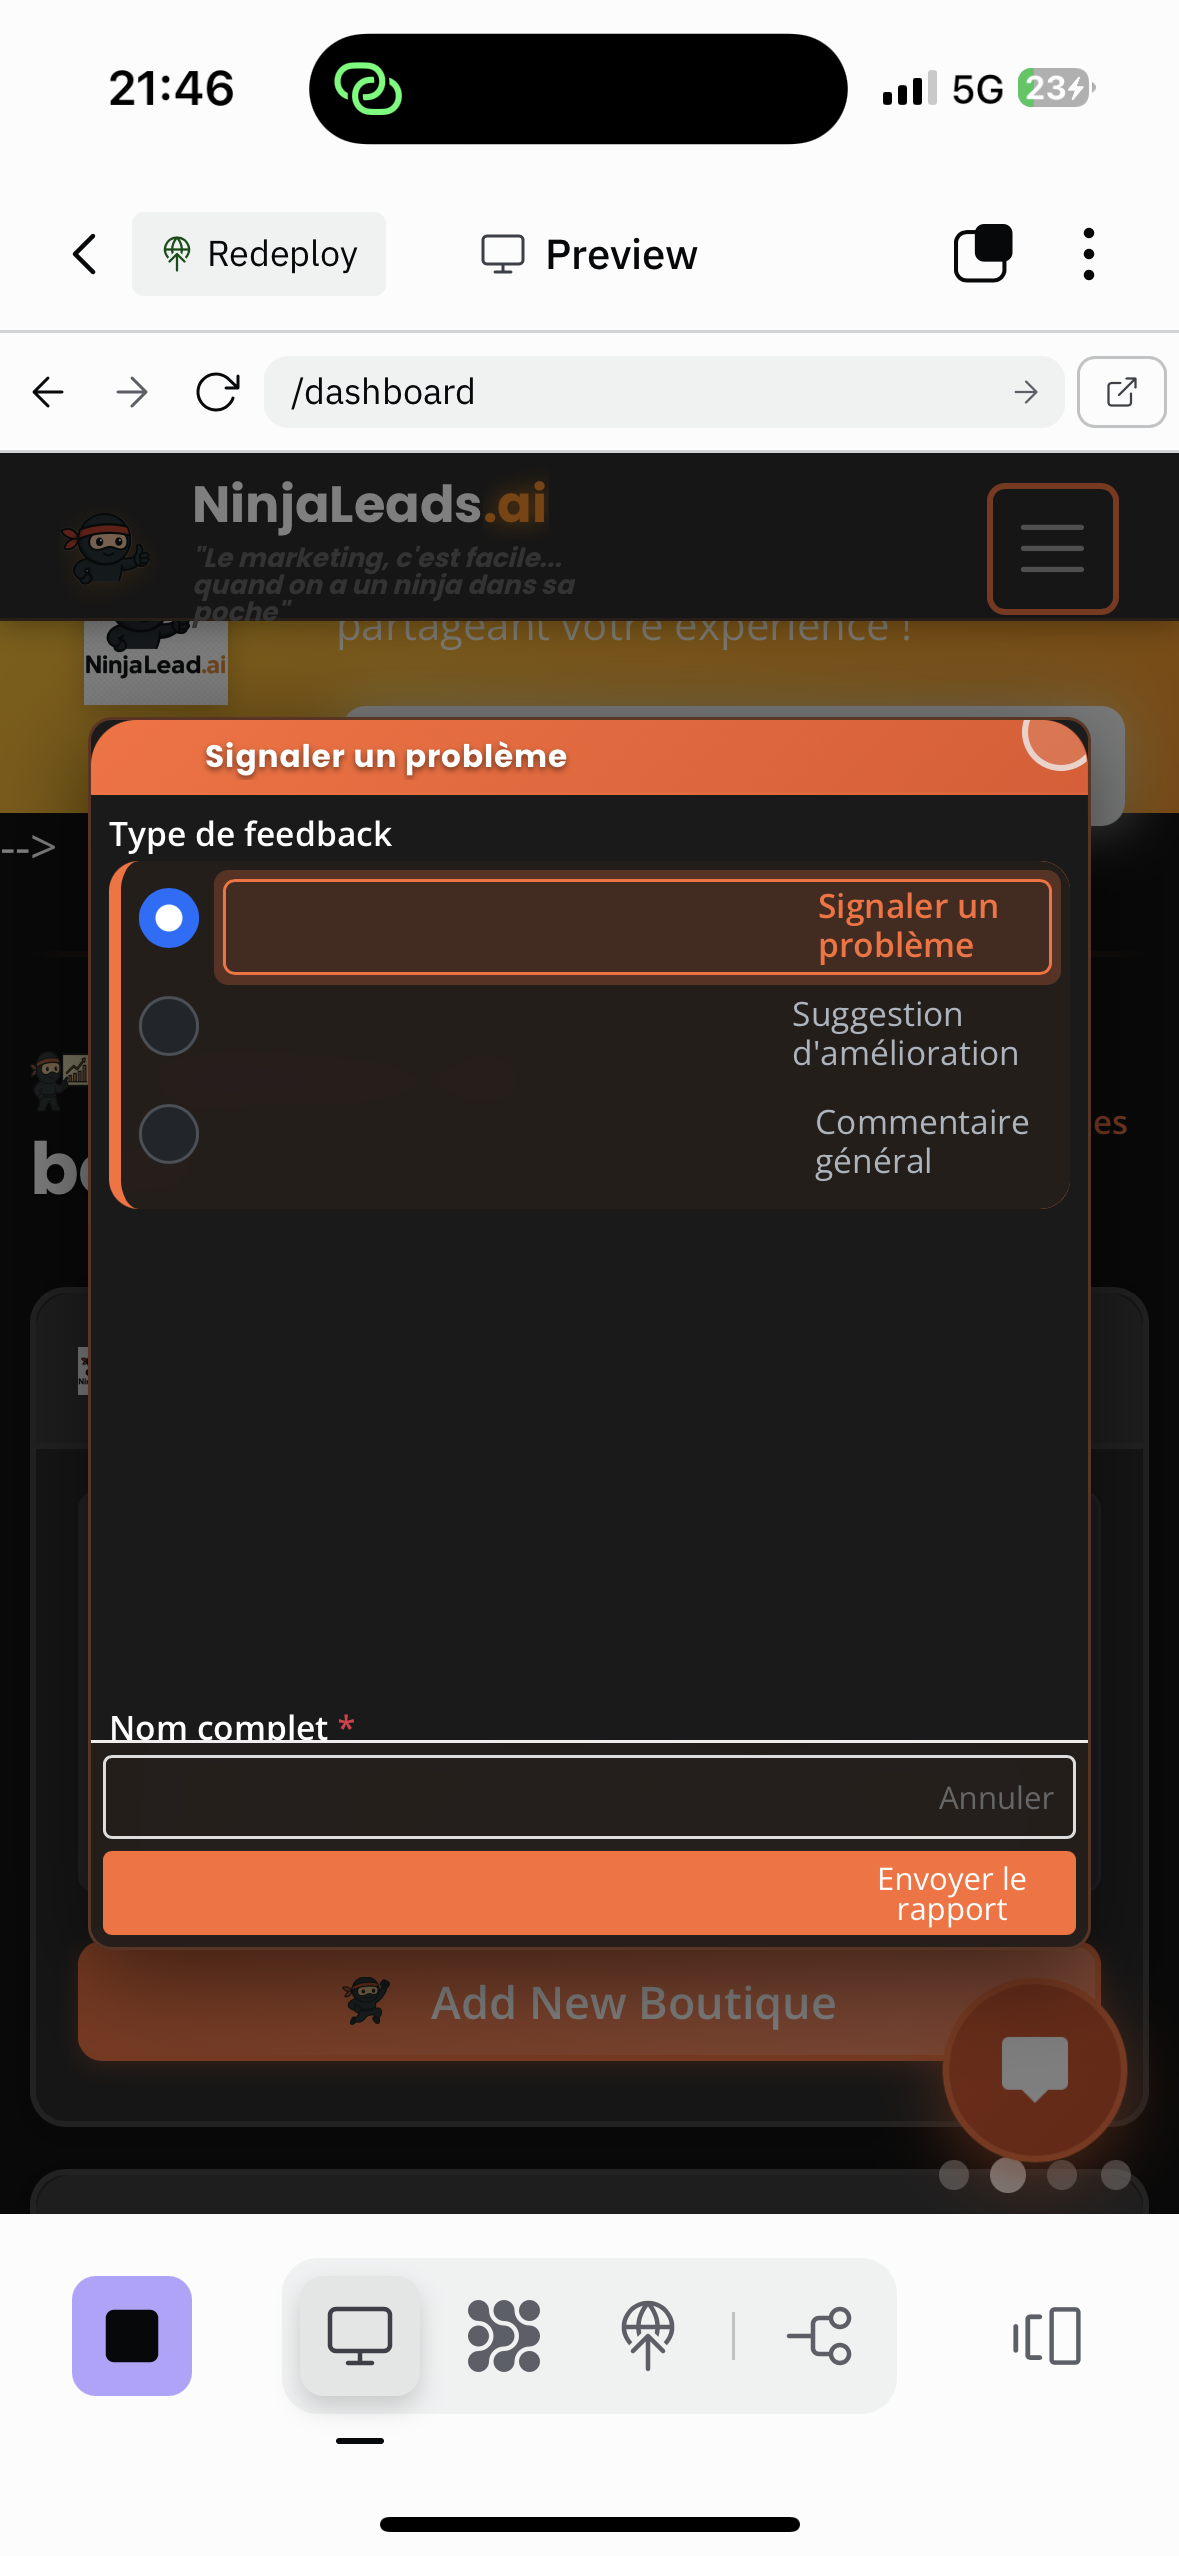 21:46
5G
23
Redeploy
Preview
/dashboard
NinjaLeads.ai
"Le marketing, c'est facile...
quand on a un ninja dans sa
poche"
partageant votre expérience !
NinjaLead.ai
Signaler un problème
-->
Type de feedback
Signaler un
problème
Suggestion
d'amélioration
Commentaire
général
es
Nom complet *
Annuler
Envoyer le
rapport
Add New Boutique